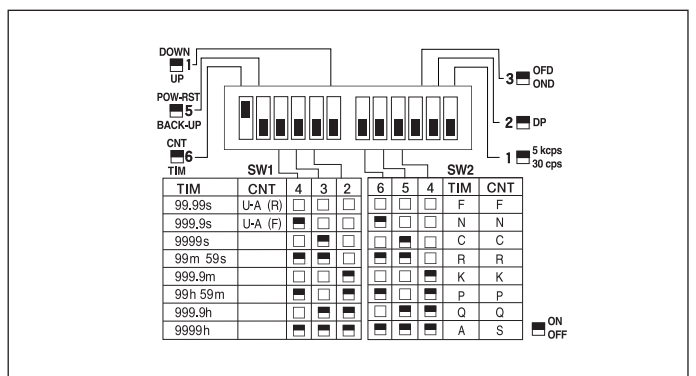 DOWN
1
UP
POW-RST
5
BACK-UP
CNT
6
TIM
3 OFD
OND
2 DP
1 5 kcps
30 cps
SW1
SW2
TIM CNT 4 3 2 6 5 4 TIM CNT
99.99s U-A (R) F F
999.9s U-A (F) N N
9999s C C
99m 59s R R
999.9m K K
99h 59m P P
999.9h Q Q
9999h A S
ON
OFF